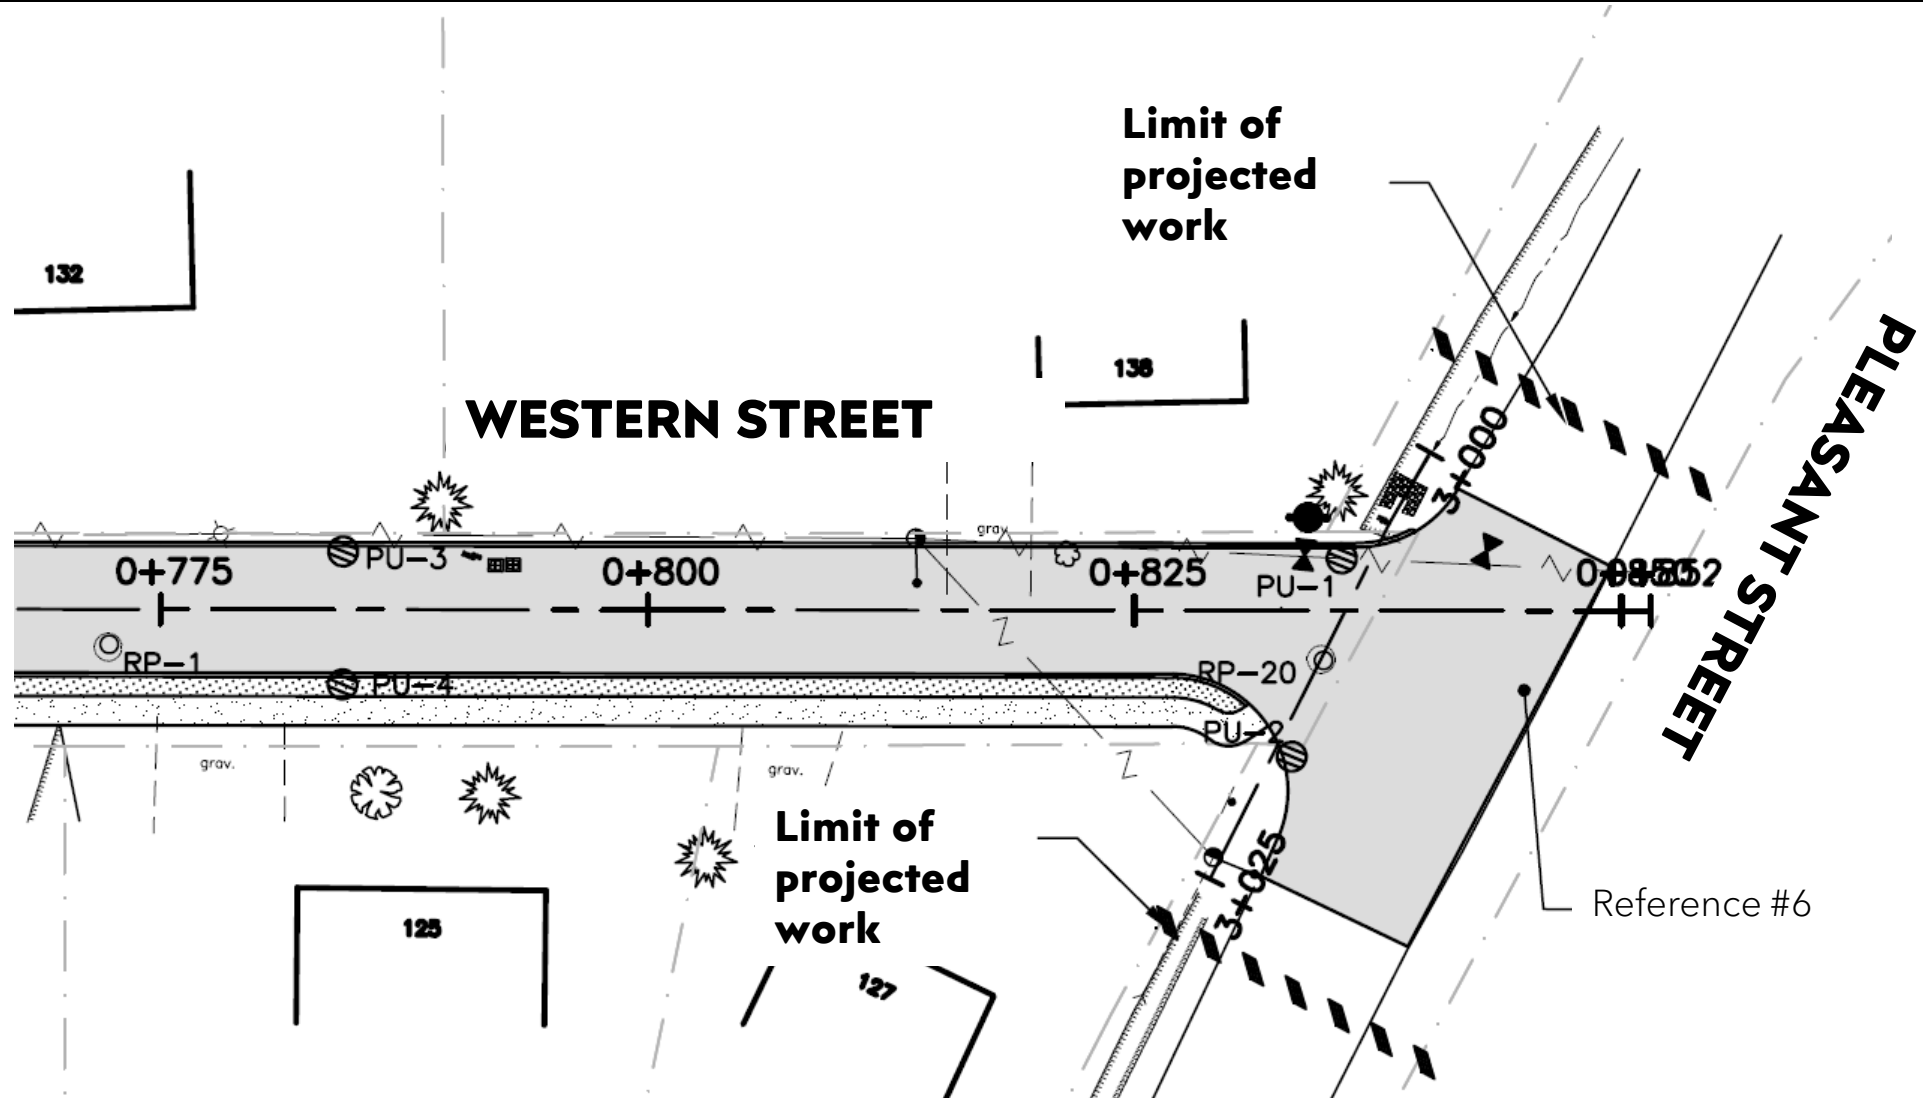 Limit of
projected
work
132
138
WESTERN STREET
PLEASANT STREET
3+000
grav.
PU-3
0+775
0+800
0+825
PU-1
RP-1
PU-4
RP-20
PU-2
grav.
grav.
Limit of
projected
work
3+025
125
127
Reference #6